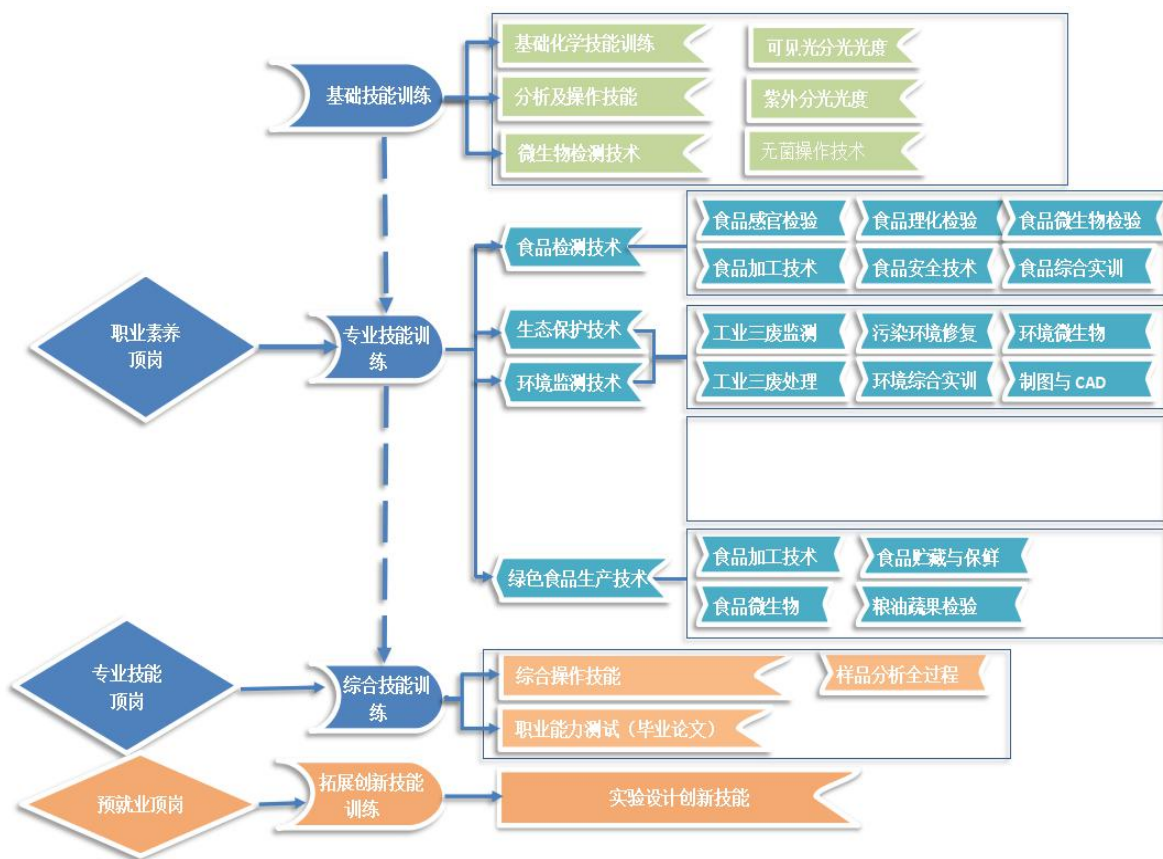 基础化学技能训练
可见光分光光度
基础技能训练
分析及操作技能
紫外分光光度
微生物检测技术
无菌操作技术
食品感官检验
食品理化检验
食品微生物检验
食品检测技术
食品加工技术
食品安全技术
食品综合实训
职业素养
顶岗
专业技能训
练
生态保护技术
工业三废监测
污染环境修复
环境微生物
环境监测技术
工业三废处理
环境综合实训
制图与 CAD
绿色食品生产技术
食品加工技术
食品贮藏与保鲜
食品微生物
粮油蔬果检验
专业技能
顶岗
综合技能训
练
综合操作技能
样品分析全过程
职业能力测试（毕业论文）
预就业顶岗
拓展创新技能
训练
实验设计创新技能